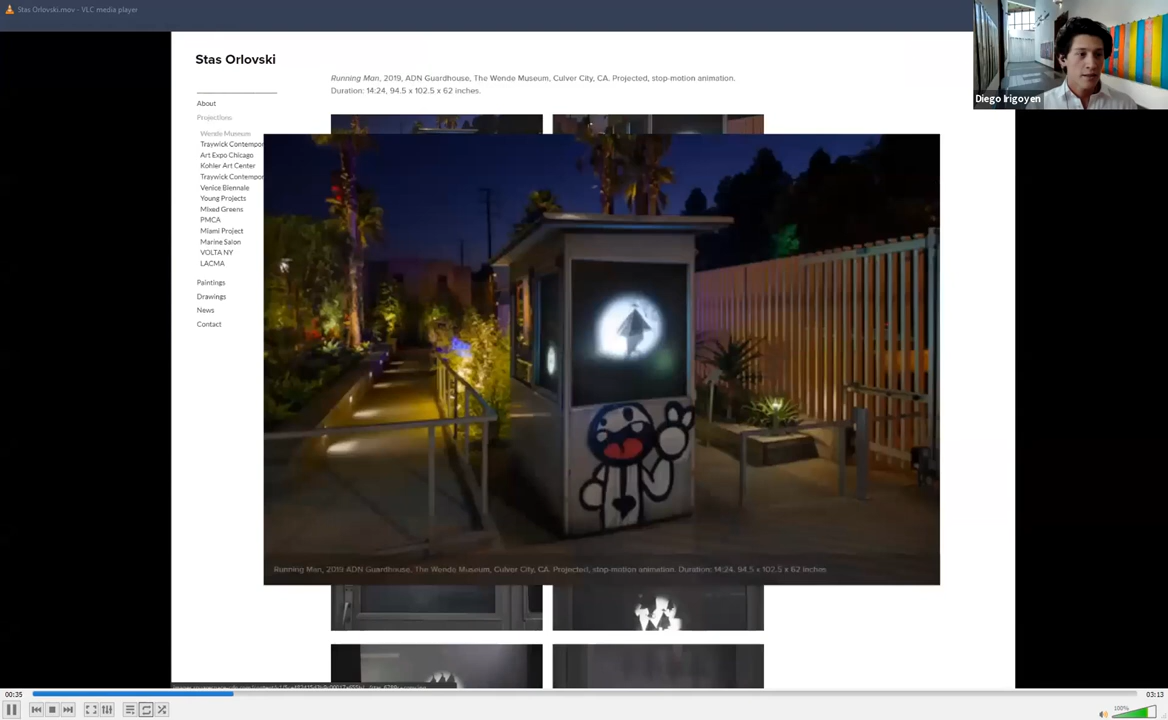 Stas Orlovski.mov - VLC media player
Stas Orlovski
Running Man, 2019, ADN Guardhouse, The Wende Museum, Culver City, CA. Projected, stop-motion animation.
Duration: 14:24, 94.5 x 102.5 x 62 inches.
About
Projections:
Wende Museum
Traywick Contempor
Art Expo Chicago
Kohler Art Center
Traywick Contempor
Venice Biennale
Young Projects
Mixed Greens
PMCA
Miami Project
Marine Salon
VOLTA NY
LACMA
Paintings
Drawings
News
Contact
Diego Irigoyen
Running Man, 2019 ADN Guardhouse, The Wende Museum, Culver City, CA. Projected, stop-motion animation. Duration: 14:24, 94.5 x 102.5 x 62 inches.
00:35
03:13
100%